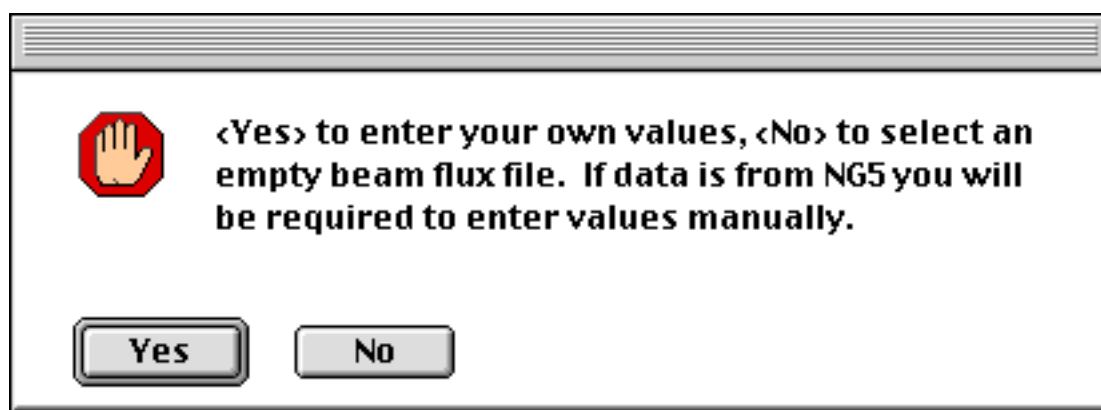 <Yes> to enter your own values, <No> to select an
empty beam flux file.  If data is from NG5 you will
be required to enter values manually.
Yes
No